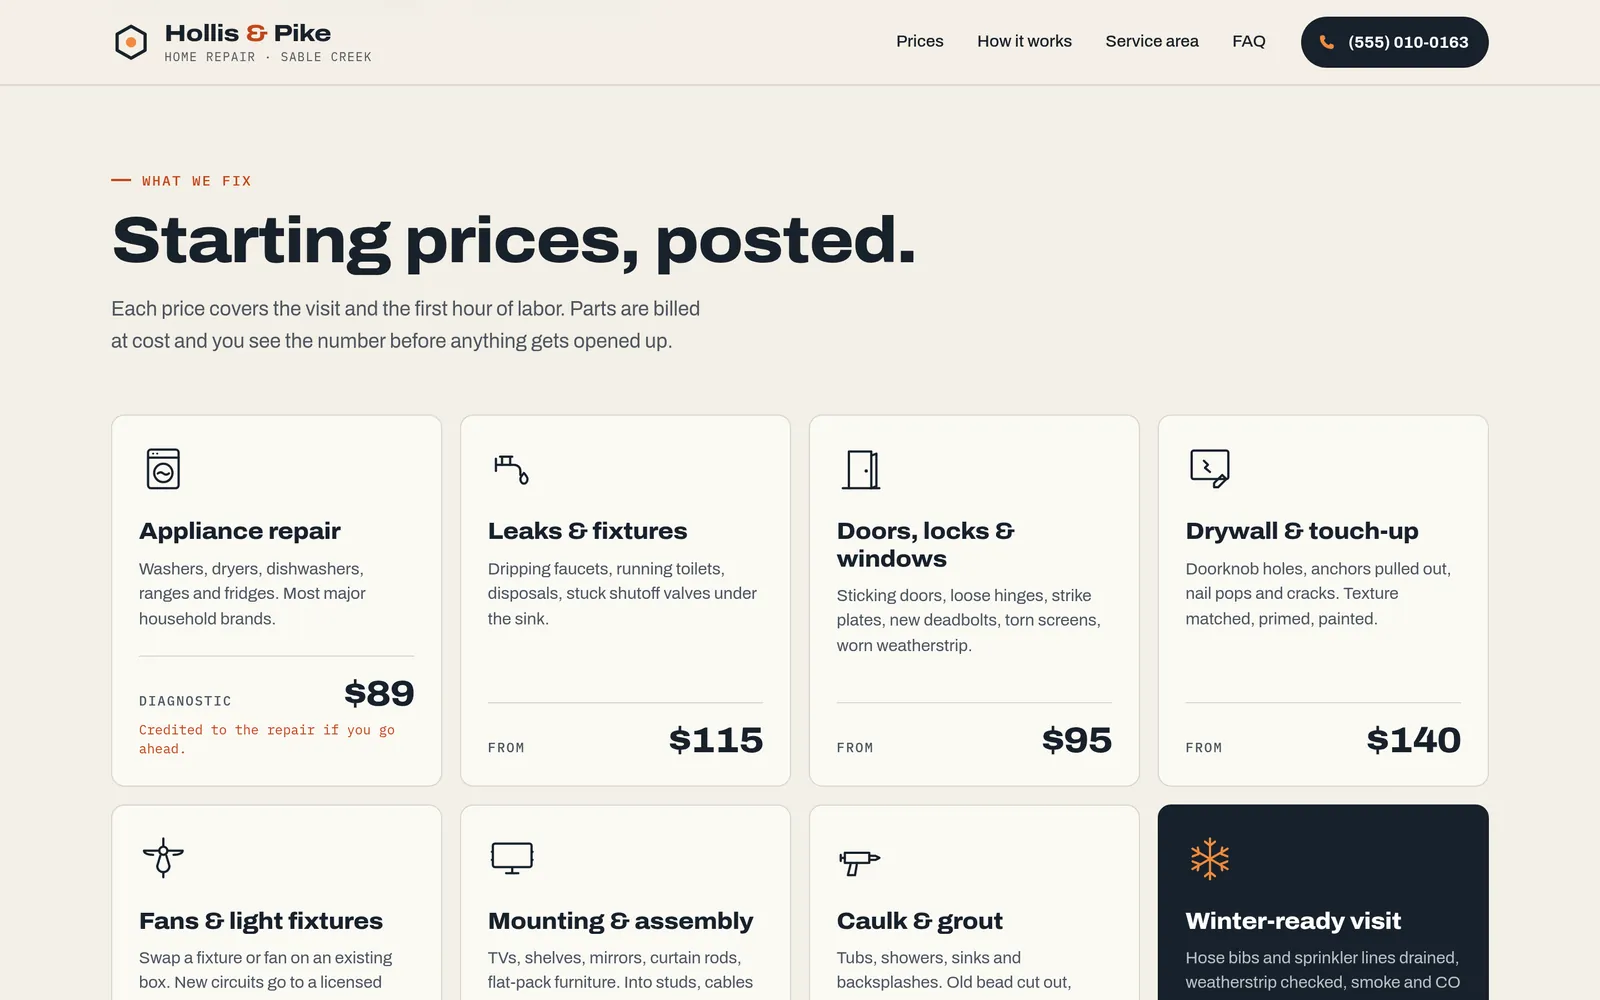 Hollis & Pike
HOME REPAIR · SABLE CREEK
Prices
How it works
Service area
FAQ
(555) 010-0163
WHAT WE FIX
Starting prices, posted.
Each price covers the visit and the first hour of labor. Parts are billed
at cost and you see the number before anything gets opened up.
Appliance repair
Washers, dryers, dishwashers,
ranges and fridges. Most major
household brands.
DIAGNOSTIC
$89
Credited to the repair if you go
ahead.
Leaks & fixtures
Dripping faucets, running toilets,
disposals, stuck shutoff valves under
the sink.
FROM
$115
Doors, locks &
windows
Sticking doors, loose hinges, strike
plates, new deadbolts, torn screens,
worn weatherstrip.
FROM
$95
Drywall & touch-up
Doorknob holes, anchors pulled out,
nail pops and cracks. Texture
matched, primed, painted.
FROM
$140
Fans & light fixtures
Swap a fixture or fan on an existing
box. New circuits go to a licensed
Mounting & assembly
TVs, shelves, mirrors, curtain rods,
flat-pack furniture. Into studs, cables
Caulk & grout
Tubs, showers, sinks and
backsplashes. Old bead cut out,
Winter-ready visit
Hose bibs and sprinkler lines drained,
weatherstrip checked, smoke and CO